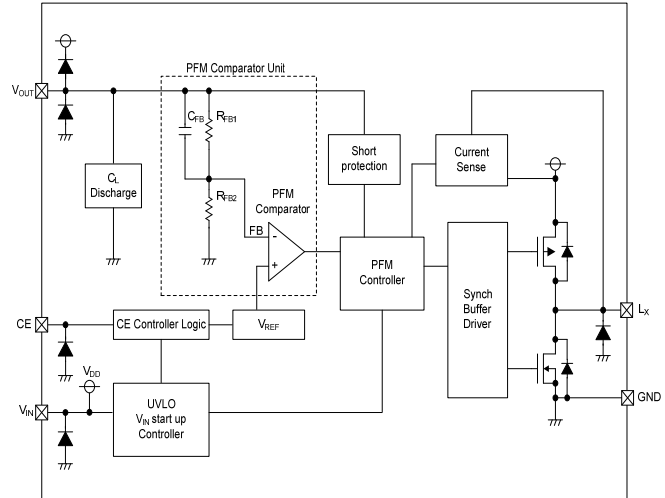 PFM Comparator Unit
VOUT
CFB
RFB1
RFB2
CL
Discharge
Short
protection
Current
Sense
PFM
Comparator
FB
-
+
PFM
Controller
Synch
Buffer
Driver
LX
CE
CE Controller Logic
VREF
VDD
VIN
UVLO
VIN start up
Controller
GND